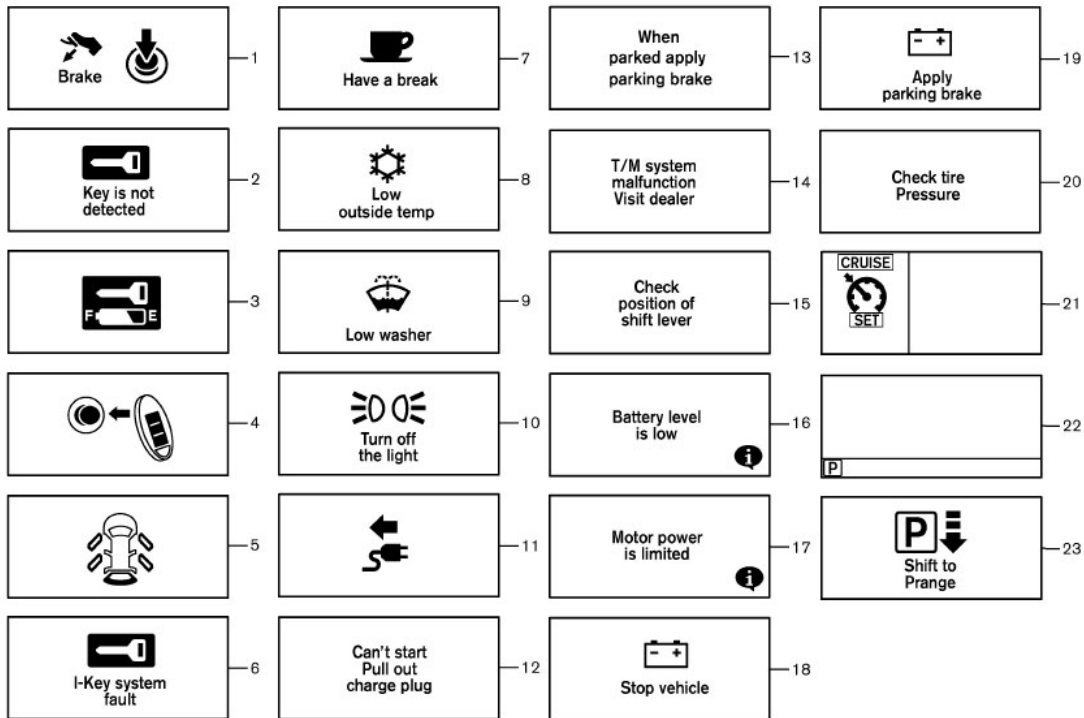 Brake
1
Key is not
detected
2
F E
3
4
5
I-Key system
fault
6
Have a break
7
Low
outside temp
8
Low washer
9
Turn off
the light
10
11
Can't start
Pull out
charge plug
12
When
parked apply
parking brake
13
T/M system
malfunction
Visit dealer
14
Check
position of
shift lever
15
Battery level
is low
i
16
Motor power
is limited
i
17
- +
Stop vehicle
18
- +
Apply
parking brake
19
Check tire
Pressure
20
CRUISE
SET
21
P
22
P
Shift to
Prange
23